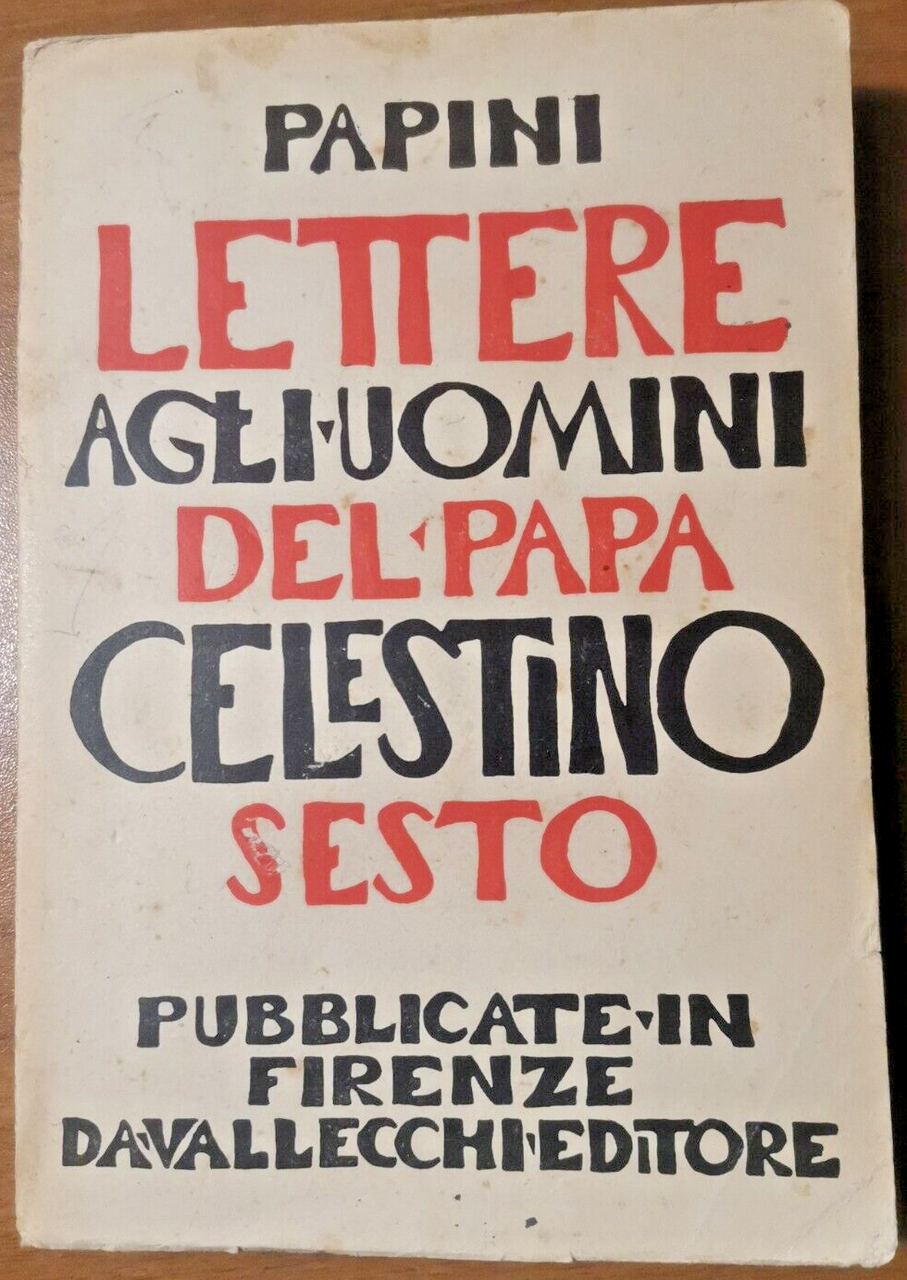 PAPINI
LETTERE
AGLI·UOMINI
DEL·PAPA
CELESTINO
SESTO
PUBBLICATE·IN
FIRENZE
DA·VALLECCHI·EDITORE